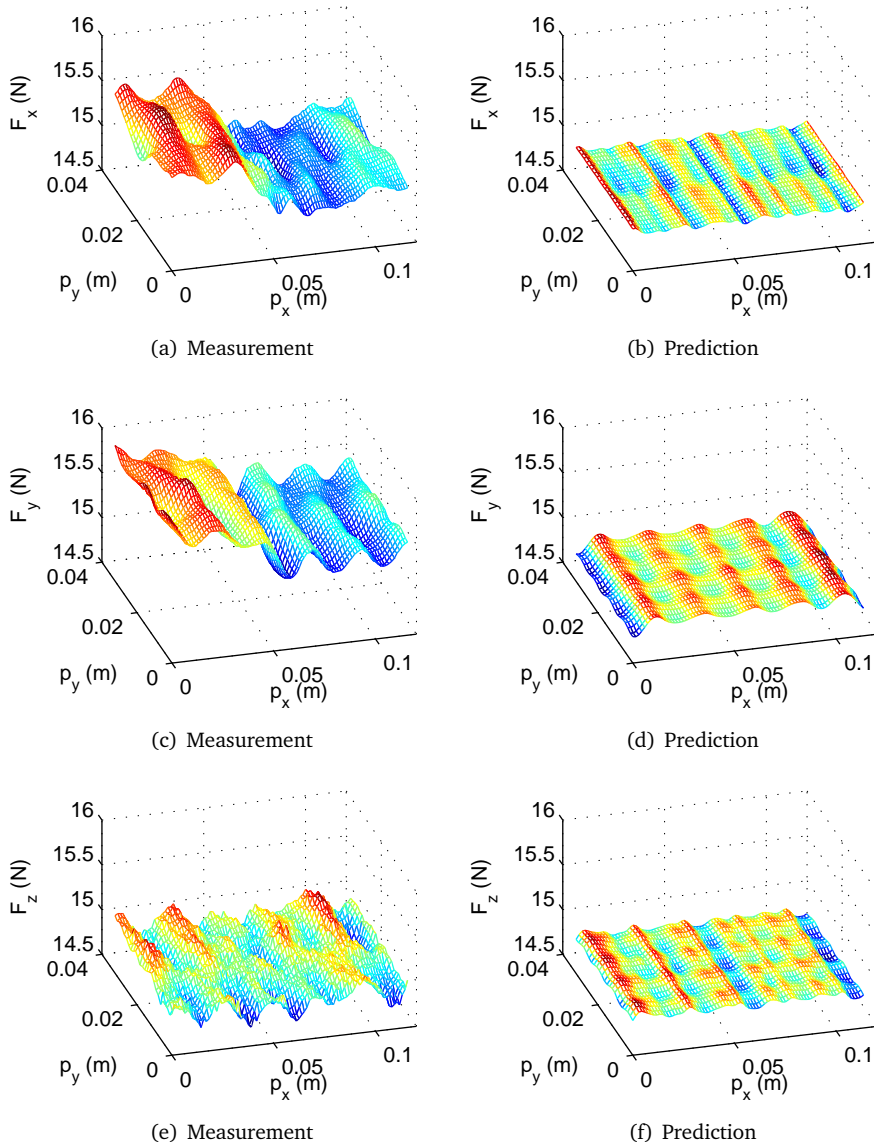 16
15.5
15
14.5
0.04
0.02
0
0
0.05
0.1
F_x (N)
p_y (m)
p_x (m)
(a) Measurement
16
15.5
15
14.5
0.04
0.02
0
0
0.05
0.1
F_x (N)
p_y (m)
p_x (m)
(b) Prediction
16
15.5
15
14.5
0.04
0.02
0
0
0.05
0.1
F_y (N)
p_y (m)
p_x (m)
(c) Measurement
16
15.5
15
14.5
0.04
0.02
0
0
0.05
0.1
F_y (N)
p_y (m)
p_x (m)
(d) Prediction
16
15.5
15
14.5
0.04
0.02
0
0
0.05
0.1
F_z (N)
p_y (m)
p_x (m)
(e) Measurement
16
15.5
15
14.5
0.04
0.02
0
0
0.05
0.1
F_z (N)
p_y (m)
p_x (m)
(f) Prediction